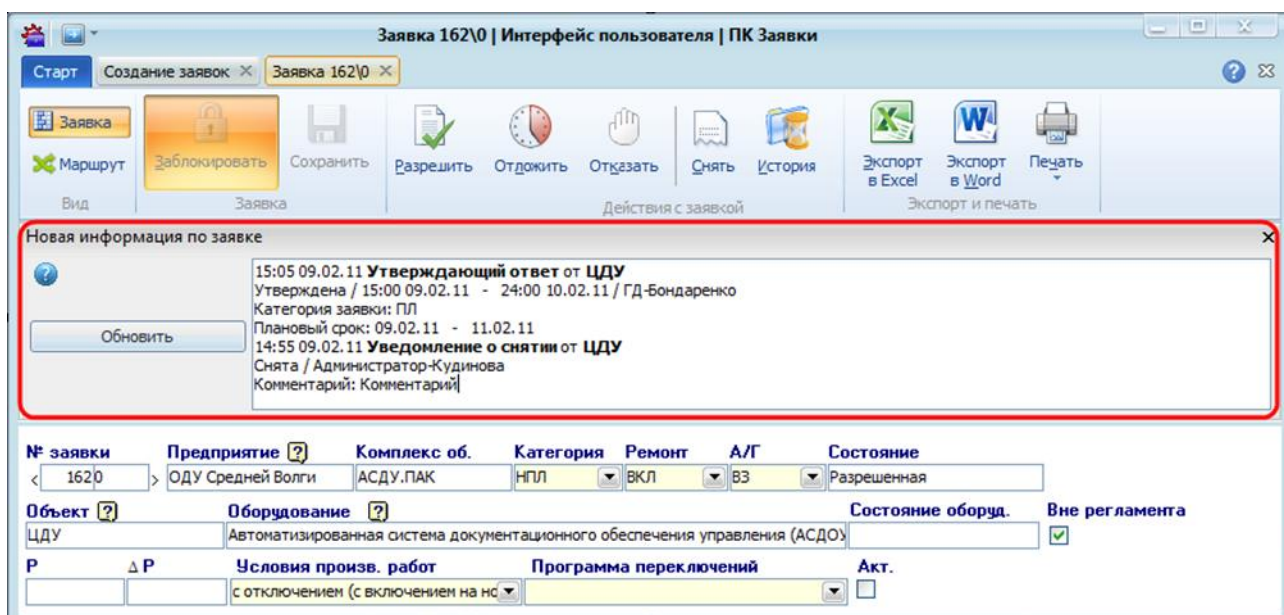 Заявка 162\0 | Интерфейс пользователя | ПК Заявки
Старт Создание заявок Заявка 162\0
Заявка
Маршрут
Заблокировать Сохранить Разрешить Отложить Отказать Снять История Экспорт в Excel Экспорт в Word Печать
Вид Заявка Действия с заявкой Экспорт и печать
Новая информация по заявке
15:05 09.02.11 Утверждающий ответ от ЦДУ
Утверждена / 15:00 09.02.11 - 24:00 10.02.11 / ГД-Бондаренко
Категория заявки: ПЛ
Обновить
Плановый срок: 09.02.11 - 11.02.11
14:55 09.02.11 Уведомление о снятии от ЦДУ
Снята / Администратор-Кудинова
Комментарий: Комментарий
№ заявки Предприятие ? Комплекс об. Категория Ремонт А/Г Состояние
< 162 0 > ОДУ Средней Волги АСДУ.ПАК НПЛ ВКЛ ВЗ Разрешенная
Объект ? Оборудование ? Состояние оборуд. Вне регламента
ЦДУ Автоматизированная система документационного обеспечения управления (АСДОУ
P Δ P Условия произв. работ Программа переключений Акт.
с отключением (с включением на но